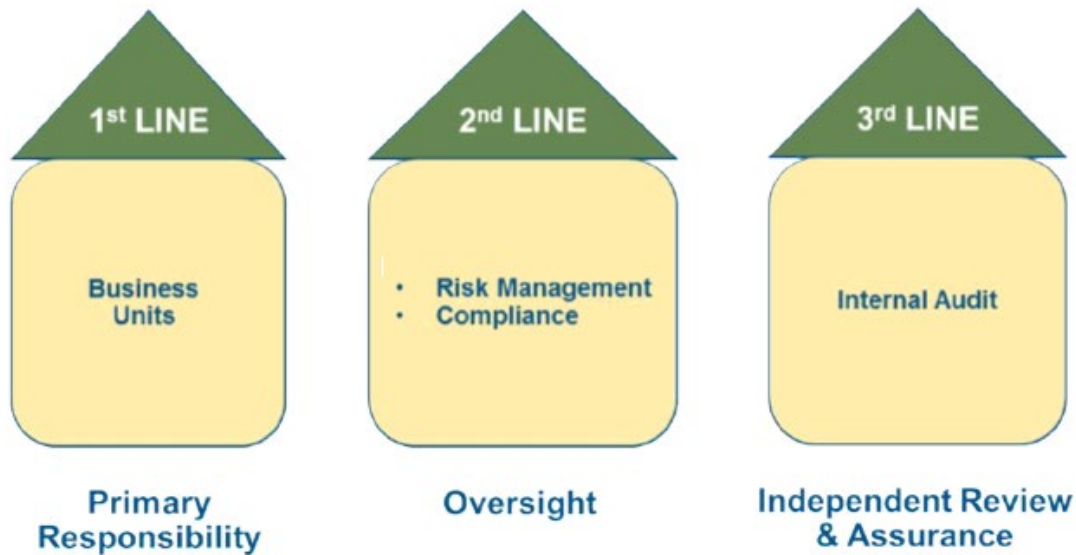 1st LINE
Business
Units
Primary
Responsibility
2nd LINE
• Risk Management
• Compliance
Oversight
3rd LINE
Internal Audit
Independent Review
& Assurance